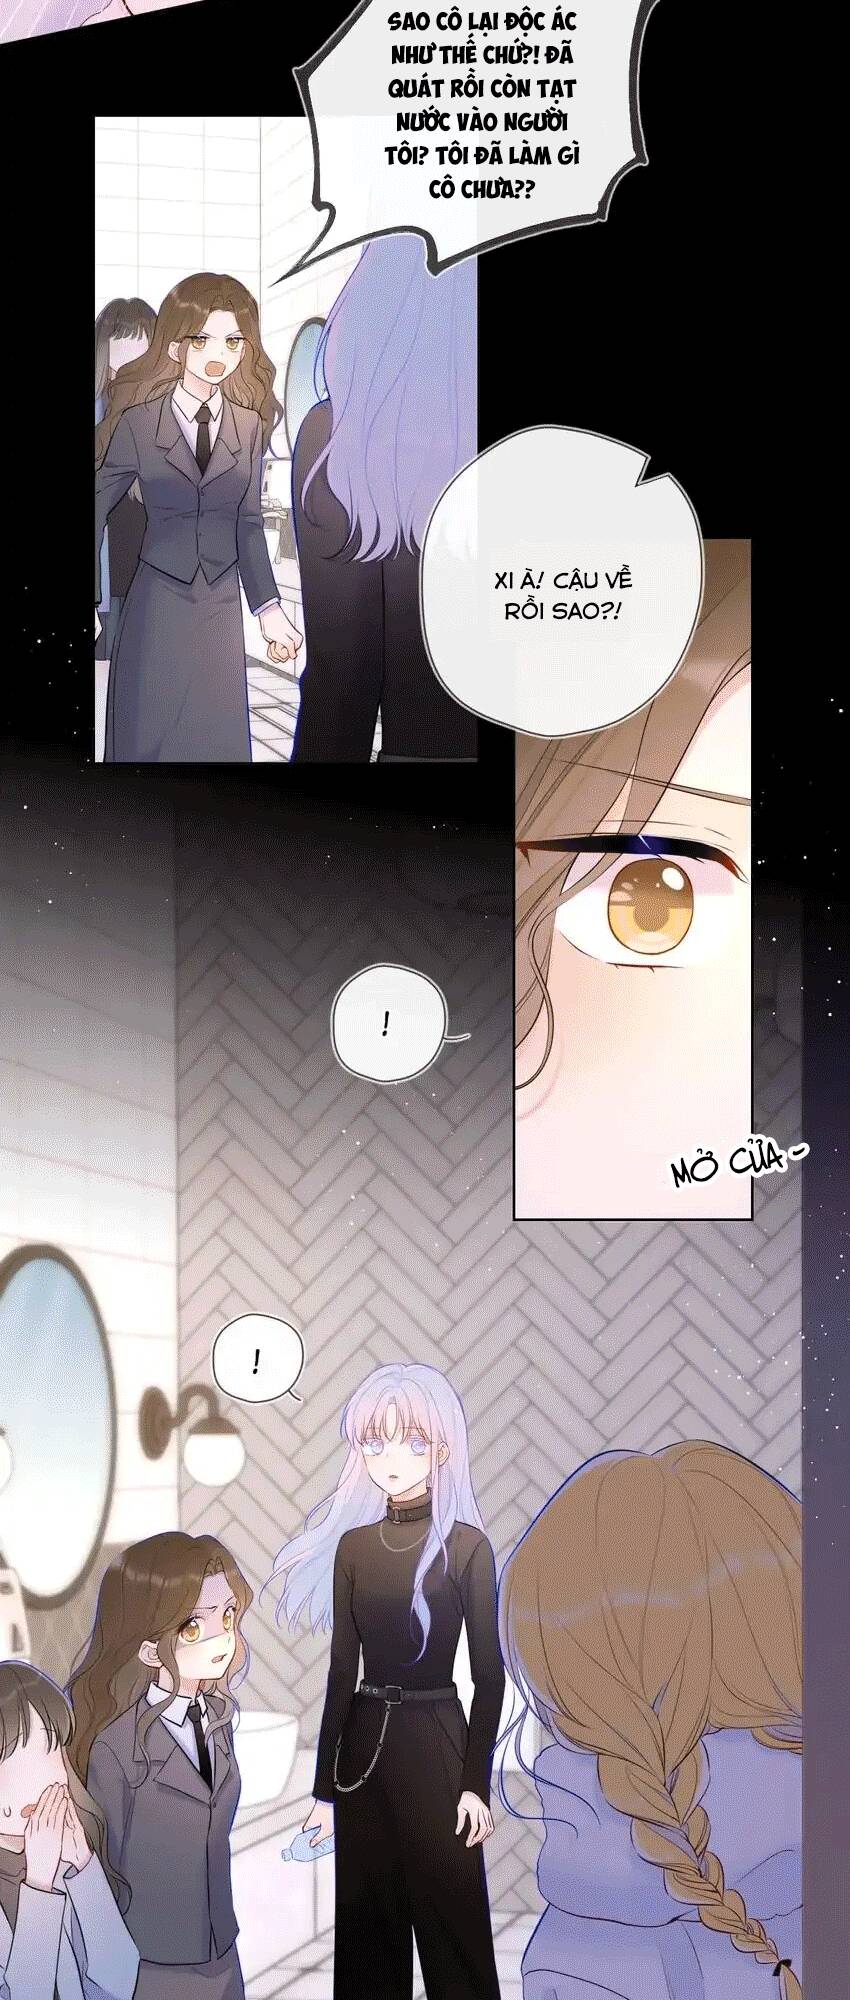 SAO CÔ LẠI ĐỘC ÁC
NHƯ THẾ CHỨ?! ĐÃ
QUÁT RỒI CÒN TẠT
NƯỚC VÀO NGƯỜI
TÔI? TÔI ĐÃ LÀM GÌ
CÔ CHƯA??
XI À! CẬU VỀ
RỒI SAO?!
!
MỞ CỬA~
!